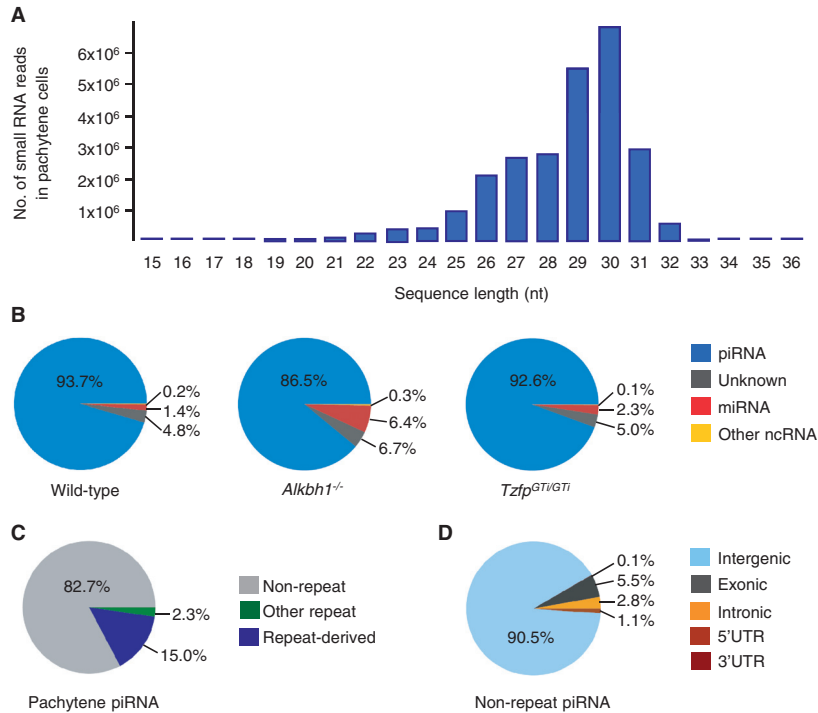 A
No. of small RNA reads
in pachytene cells
6x10⁶
5x10⁶
4x10⁶
3x10⁶
2x10⁶
1x10⁶
15 16 17 18 19 20 21 22 23 24 25 26 27 28 29 30 31 32 33 34 35 36
Sequence length (nt)
B
93.7%
0.2%
1.4%
4.8%
Wild-type
86.5%
0.3%
6.4%
6.7%
Alkbh1⁻/⁻
92.6%
0.1%
2.3%
5.0%
Tzfpᴳᵀⁱ/ᴳᵀⁱ
piRNA
Unknown
miRNA
Other ncRNA
C
82.7%
2.3%
15.0%
Pachytene piRNA
Non-repeat
Other repeat
Repeat-derived
D
0.1%
5.5%
2.8%
1.1%
90.5%
Non-repeat piRNA
Intergenic
Exonic
Intronic
5'UTR
3'UTR